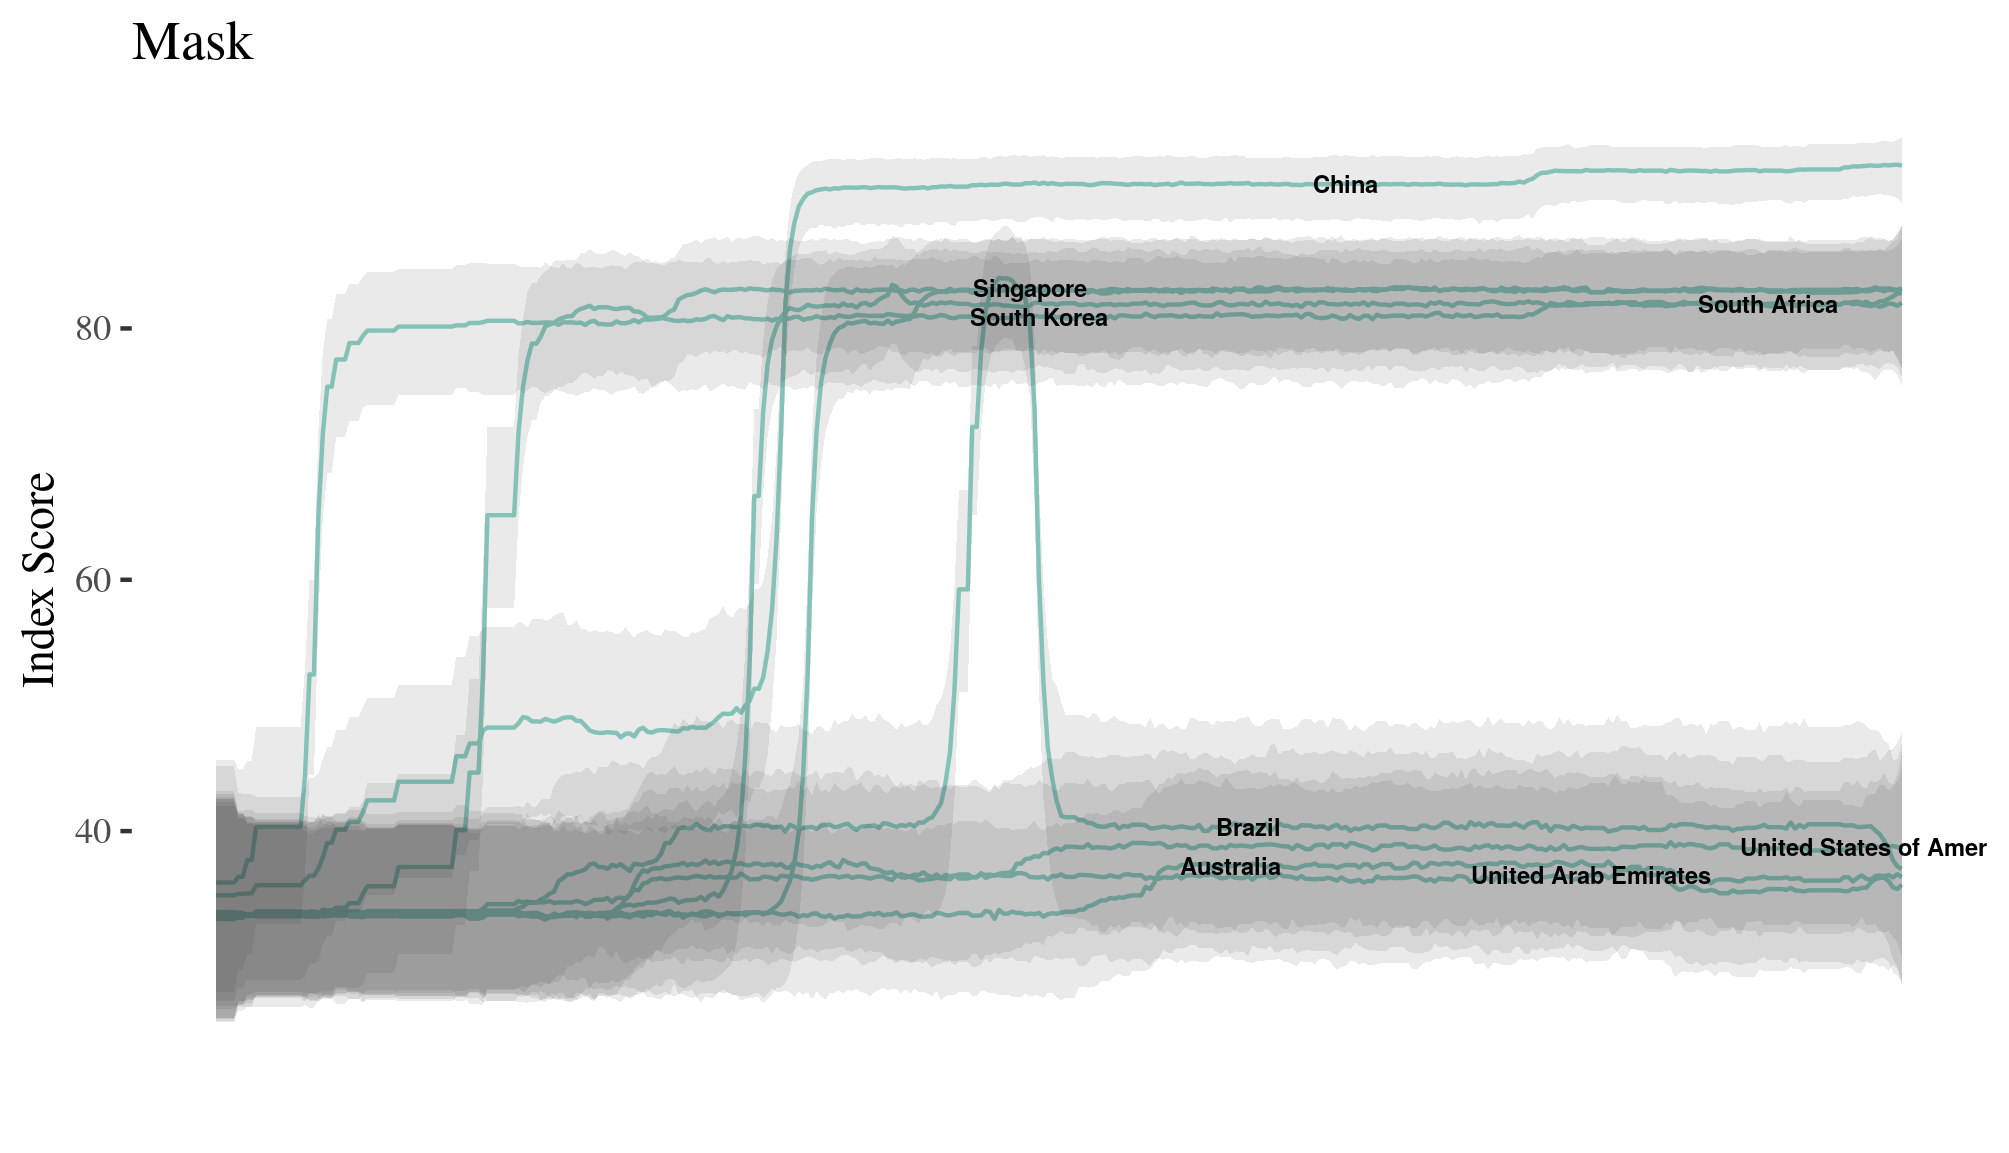 Mask
Index Score
80
60
40
China
Singapore
South Africa
South Korea
Brazil
United States of Amer
Australia
United Arab Emirates